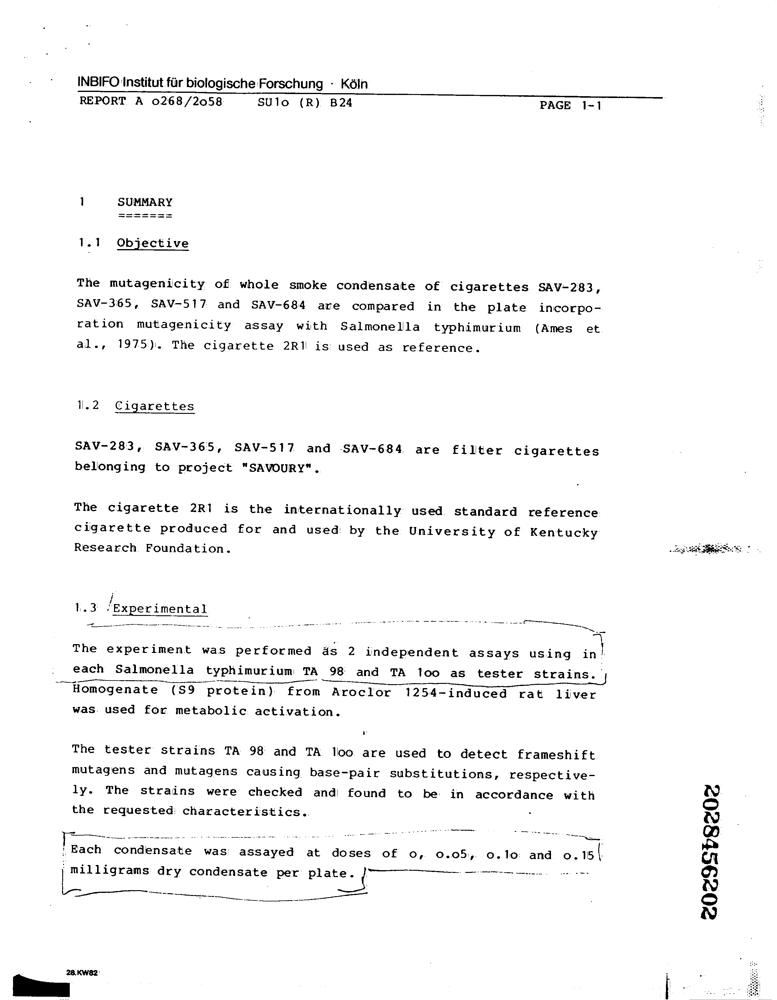 INBIFO Institut für biologische Forschung · Köln
REPORT A o268/2o58 SU1o (R) B24 PAGE 1-1
1 SUMMARY
=======
1.1 Objective
The mutagenicity of whole smoke condensate of cigarettes SAV-283,
SAV-365, SAV-517 and SAV-684 are compared in the plate incorpo-
ration mutagenicity assay with Salmonella typhimurium (Ames et
al., 1975). The cigarette 2R1 is used as reference.
1.2 Cigarettes
SAV-283, SAV-365, SAV-517 and SAV-684 are filter cigarettes
belonging to project "SAVOURY".
The cigarette 2R1 is the internationally used standard reference
cigarette produced for and used by the University of Kentucky
Research Foundation.
1.3 Experimental
The experiment was performed as 2 independent assays using in
each Salmonella typhimurium TA 98 and TA 1oo as tester strains.
Homogenate (S9 protein) from Aroclor 1254-induced rat liver
was used for metabolic activation.
The tester strains TA 98 and TA 1oo are used to detect frameshift
mutagens and mutagens causing base-pair substitutions, respective-
ly. The strains were checked and found to be in accordance with
the requested characteristics.
Each condensate was assayed at doses of o, o.o5, o.1o and o.15
milligrams dry condensate per plate.
28.KW82
2028456202